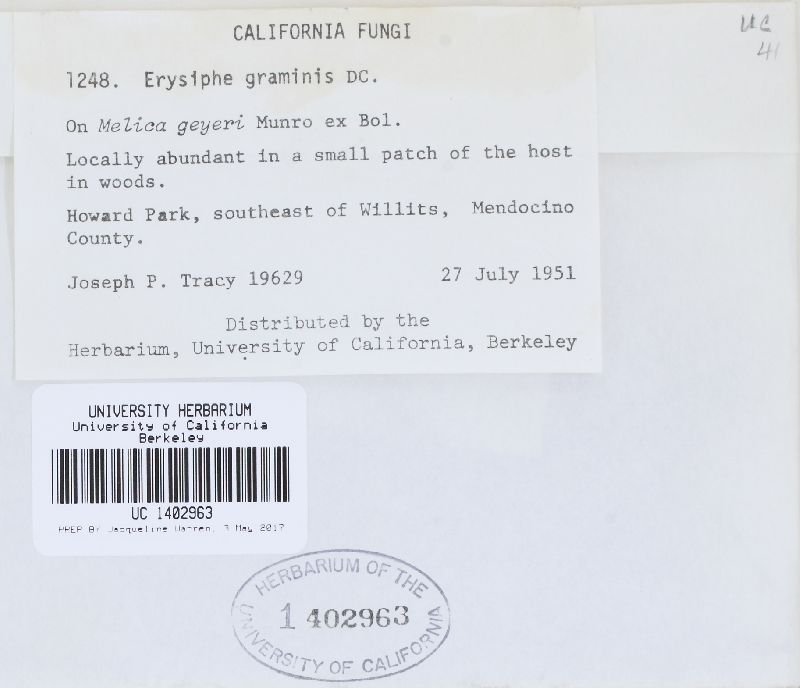 CALIFORNIA FUNGI
UC
41
1248. Erysiphe graminis DC.
On Melica geyeri Munro ex Bol.
Locally abundant in a small patch of the host
in woods.
Howard Park, southeast of Willits, Mendocino
County.
Joseph P. Tracy 19629 27 July 1951
Distributed by the
Herbarium, University of California, Berkeley
UNIVERSITY HERBARIUM
University of California
Berkeley
UC 1402963
PREP BY Jacqueline Warren, 3 May 2017
HERBARIUM OF THE
1 402963
UNIVERSITY OF CALIFORNIA